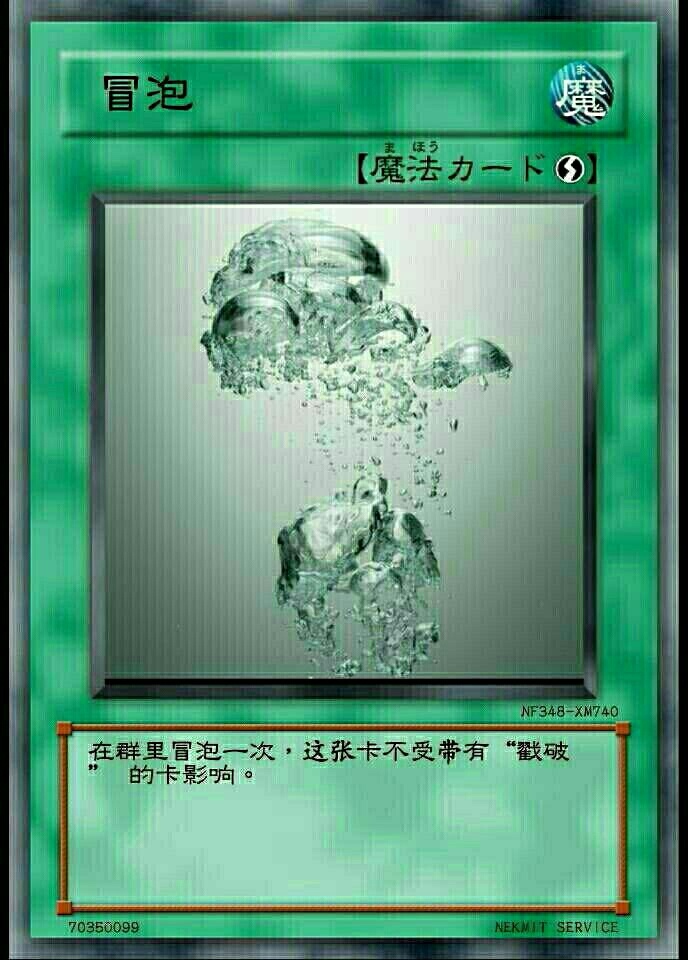 冒泡
魔
ま
ま ほう
【魔法カード】
NF348-XM740
在群里冒泡一次，这张卡不受带有“戳破
” 的卡影响。
70350099
NEKMIT SERVICE